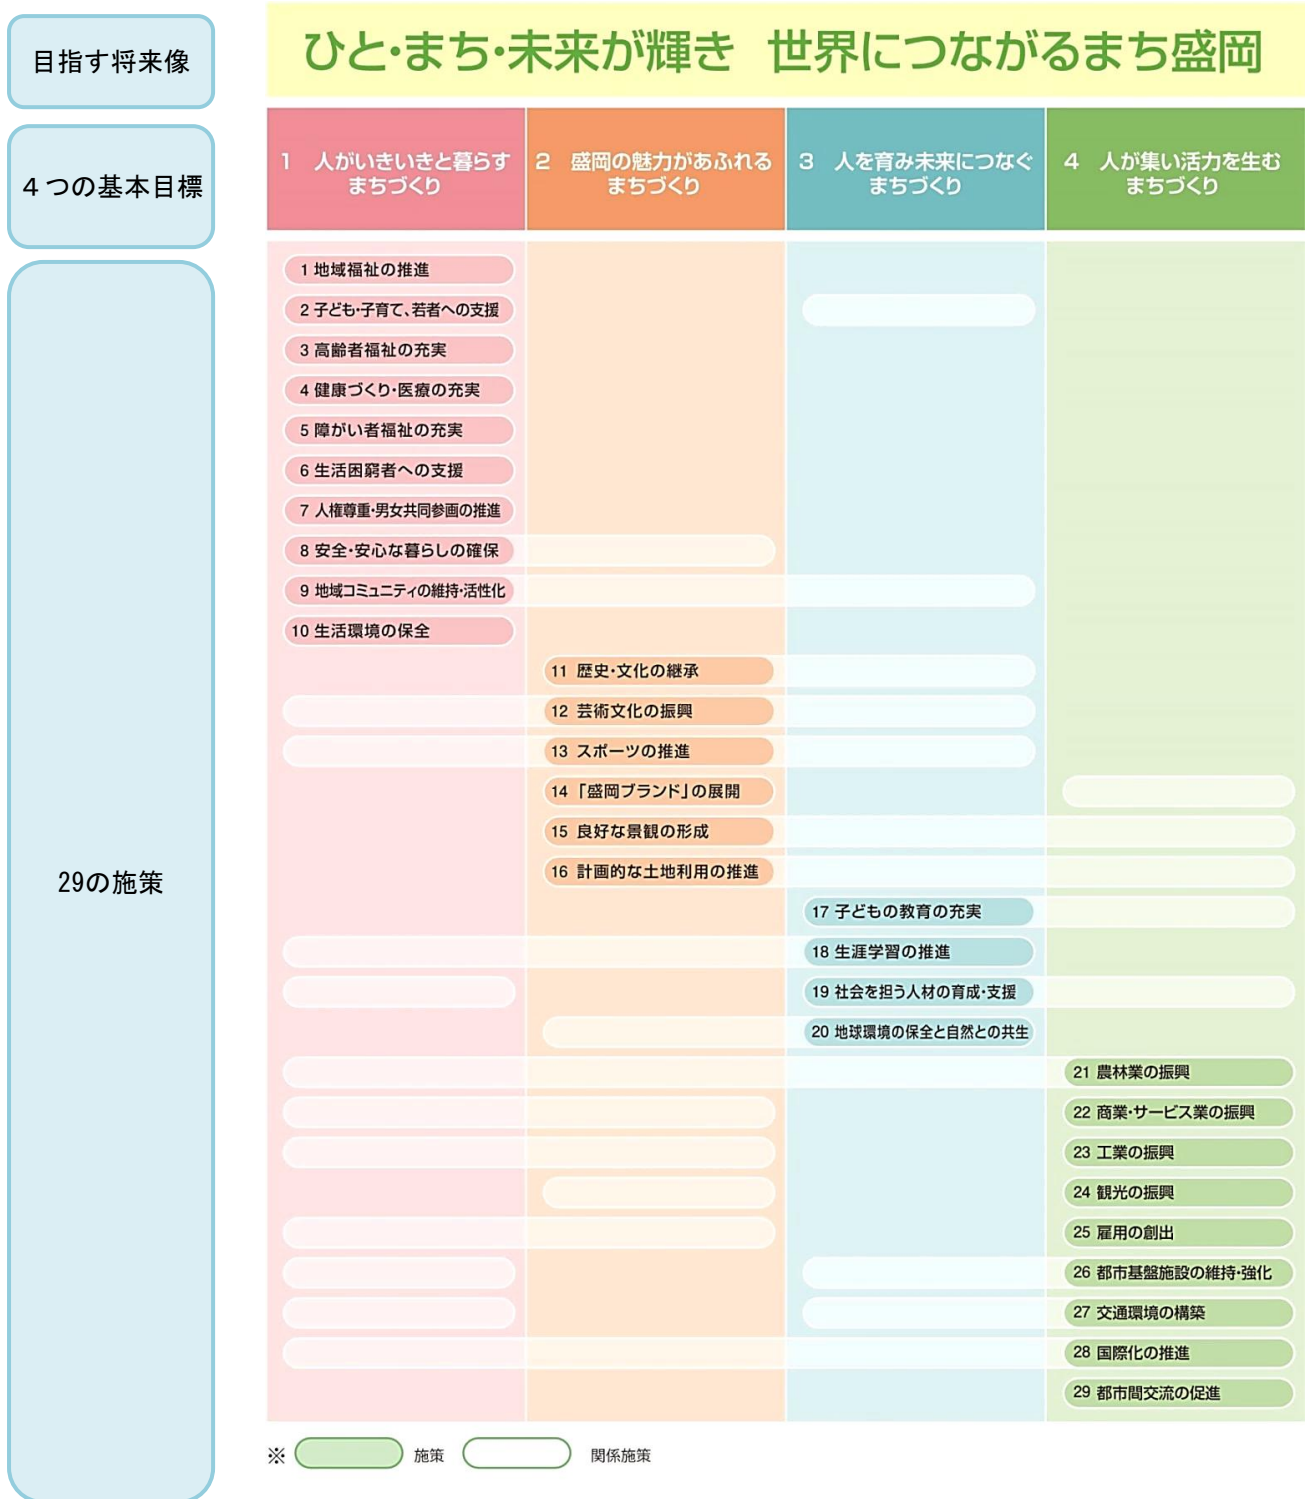 目指す将来像
ひと・まち・未来が輝き 世界につながるまち盛岡
4つの基本目標
1 人がいきいきと暮らす
まちづくり
2 盛岡の魅力があふれる
まちづくり
3 人を育み未来につなぐ
まちづくり
4 人が集い活力を生む
まちづくり
29の施策
1 地域福祉の推進
2 子ども・子育て、若者への支援
3 高齢者福祉の充実
4 健康づくり・医療の充実
5 障がい者福祉の充実
6 生活困窮者への支援
7 人権尊重・男女共同参画の推進
8 安全・安心な暮らしの確保
9 地域コミュニティの維持・活性化
10 生活環境の保全
11 歴史・文化の継承
12 芸術文化の振興
13 スポーツの推進
14 「盛岡ブランド」の展開
15 良好な景観の形成
16 計画的な土地利用の推進
17 子どもの教育の充実
18 生涯学習の推進
19 社会を担う人材の育成・支援
20 地球環境の保全と自然との共生
21 農林業の振興
22 商業・サービス業の振興
23 工業の振興
24 観光の振興
25 雇用の創出
26 都市基盤施設の維持・強化
27 交通環境の構築
28 国際化の推進
29 都市間交流の促進
※ 施策 関係施策